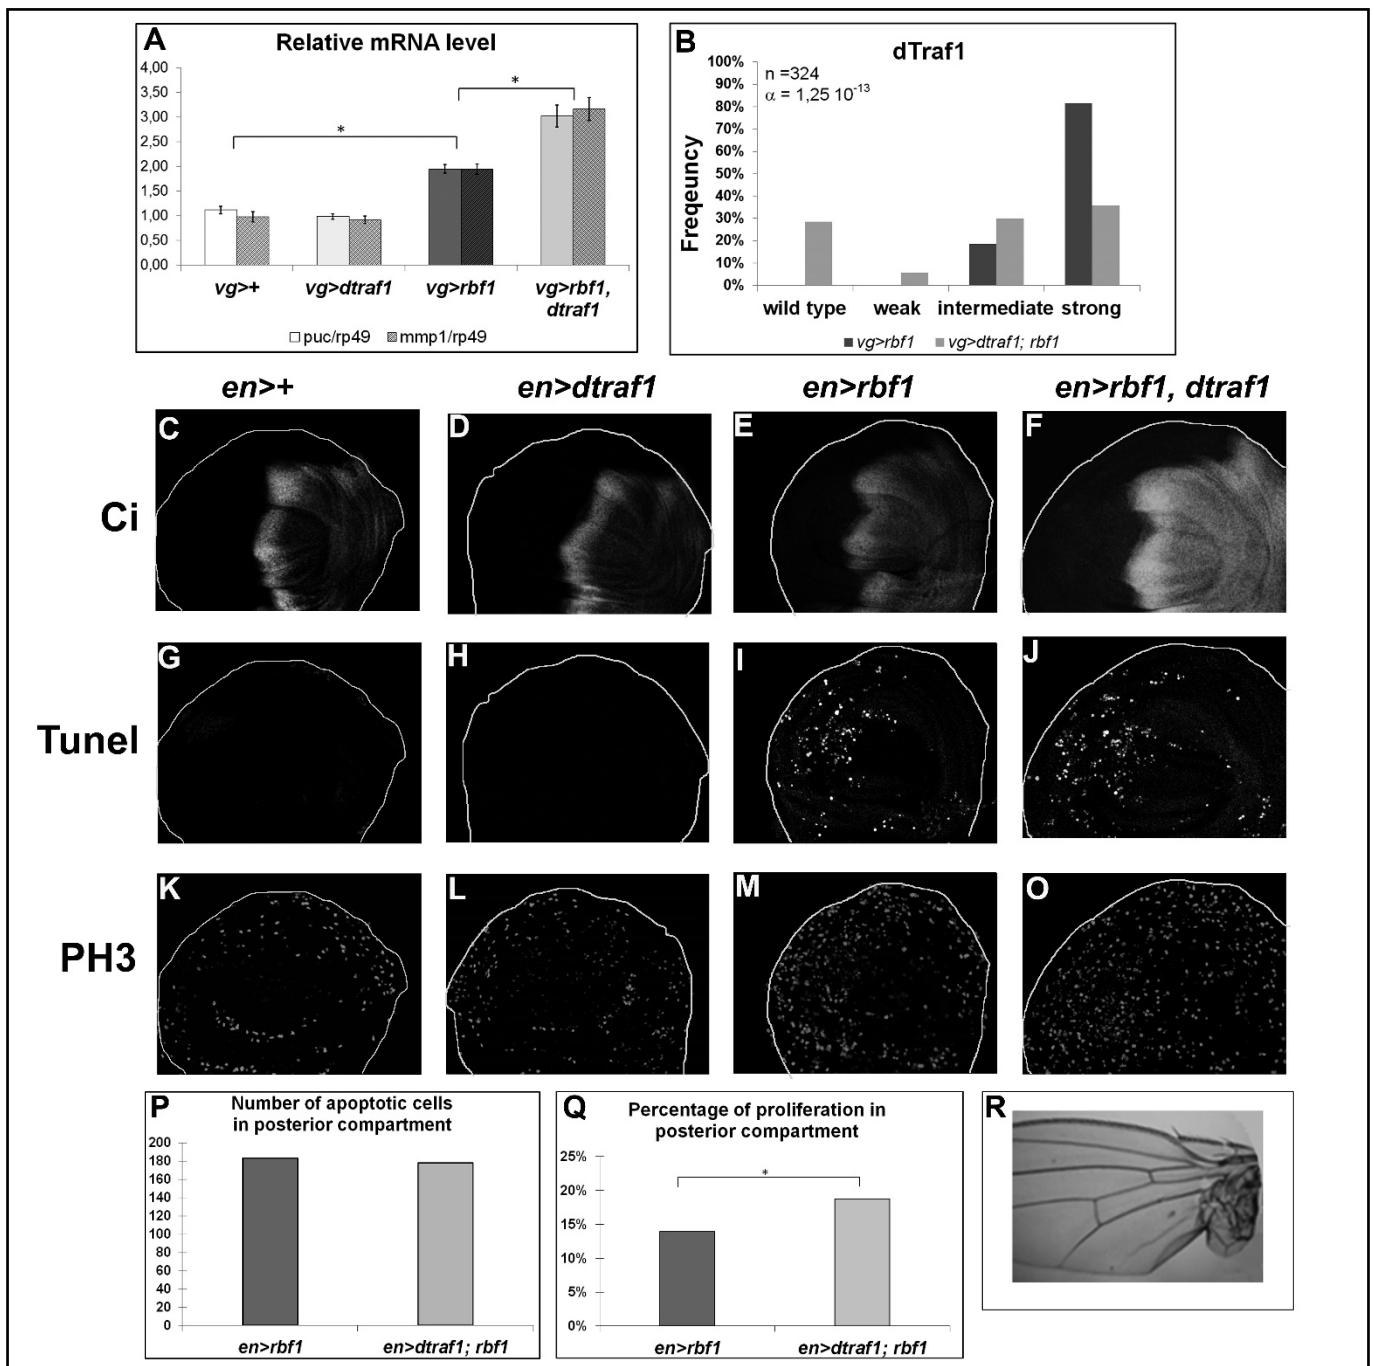 A
Relative mRNA level
4,00
3,50
3,00
2,50
2,00
1,50
1,00
0,50
0,00
*
*
vg>+
vg>dtraf1
vg>rbf1
vg>rbf1,
dtraf1
puc/rp49
mmp1/rp49
B
dTraf1
n =324
α = 1,25 10⁻¹³
Freqeuncy
100%
90%
80%
70%
60%
50%
40%
30%
20%
10%
0%
wild type
weak
intermediate
strong
vg>rbf1
vg>dtraf1; rbf1
en>+
en>dtraf1
en>rbf1
en>rbf1, dtraf1
Ci
C
D
E
F
Tunel
G
H
I
J
PH3
K
L
M
O
P
Number of apoptotic cells
in posterior compartment
200
180
160
140
120
100
80
60
40
20
0
en>rbf1
en>dtraf1; rbf1
Q
Percentage of proliferation in
posterior compartment
25%
20%
15%
10%
5%
0%
*
en>rbf1
en>dtraf1; rbf1
R